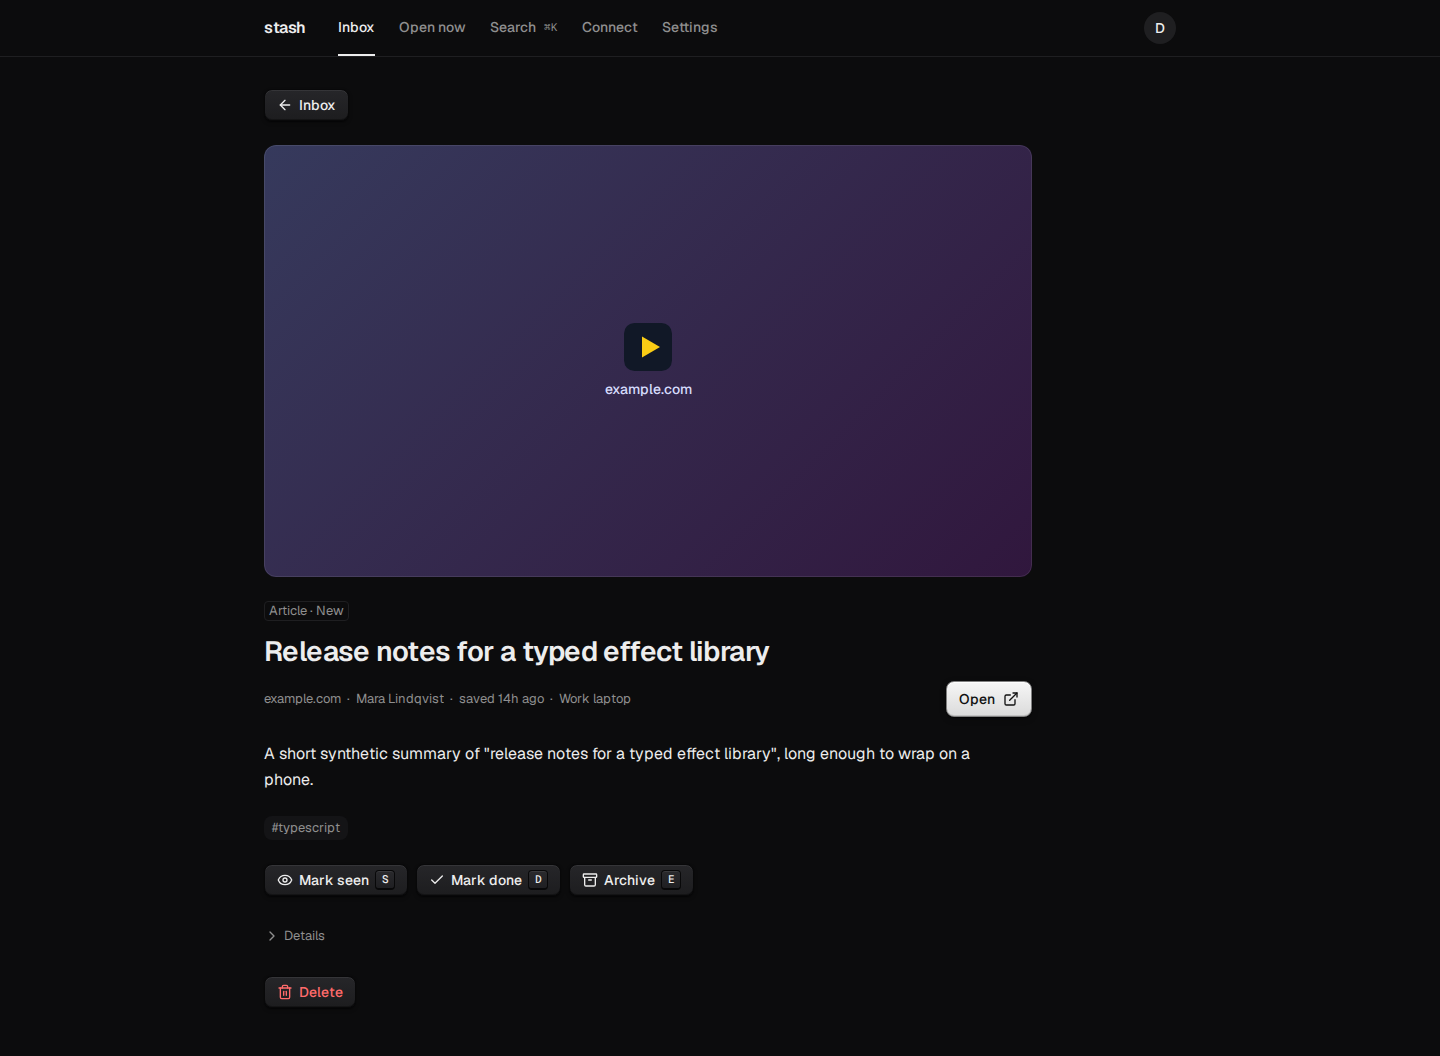 stash Inbox Open now Search ⌘K Connect Settings D
Inbox
example.com
Article · New
Release notes for a typed effect library
example.com · Mara Lindqvist · saved 14h ago · Work laptop Open
A short synthetic summary of "release notes for a typed effect library", long enough to wrap on a
phone.
#typescript
Mark seen S Mark done D Archive E
Details
Delete